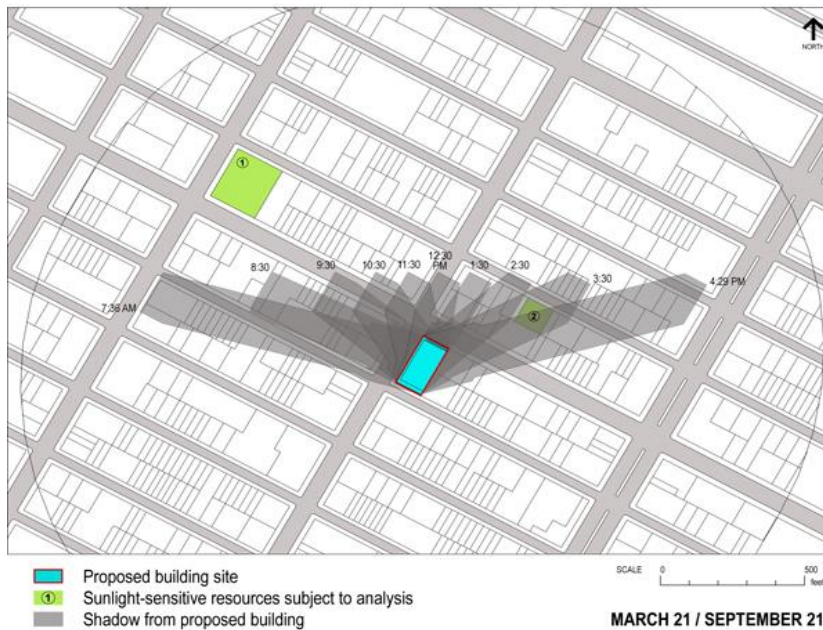 NORTH
①
12:30
PM
8:30
9:30
10:30
11:30
1:30
2:30
3:30
4:29 PM
7:36 AM
②
Proposed building site
① Sunlight-sensitive resources subject to analysis
Shadow from proposed building
SCALE 0 500
feet
MARCH 21 / SEPTEMBER 21